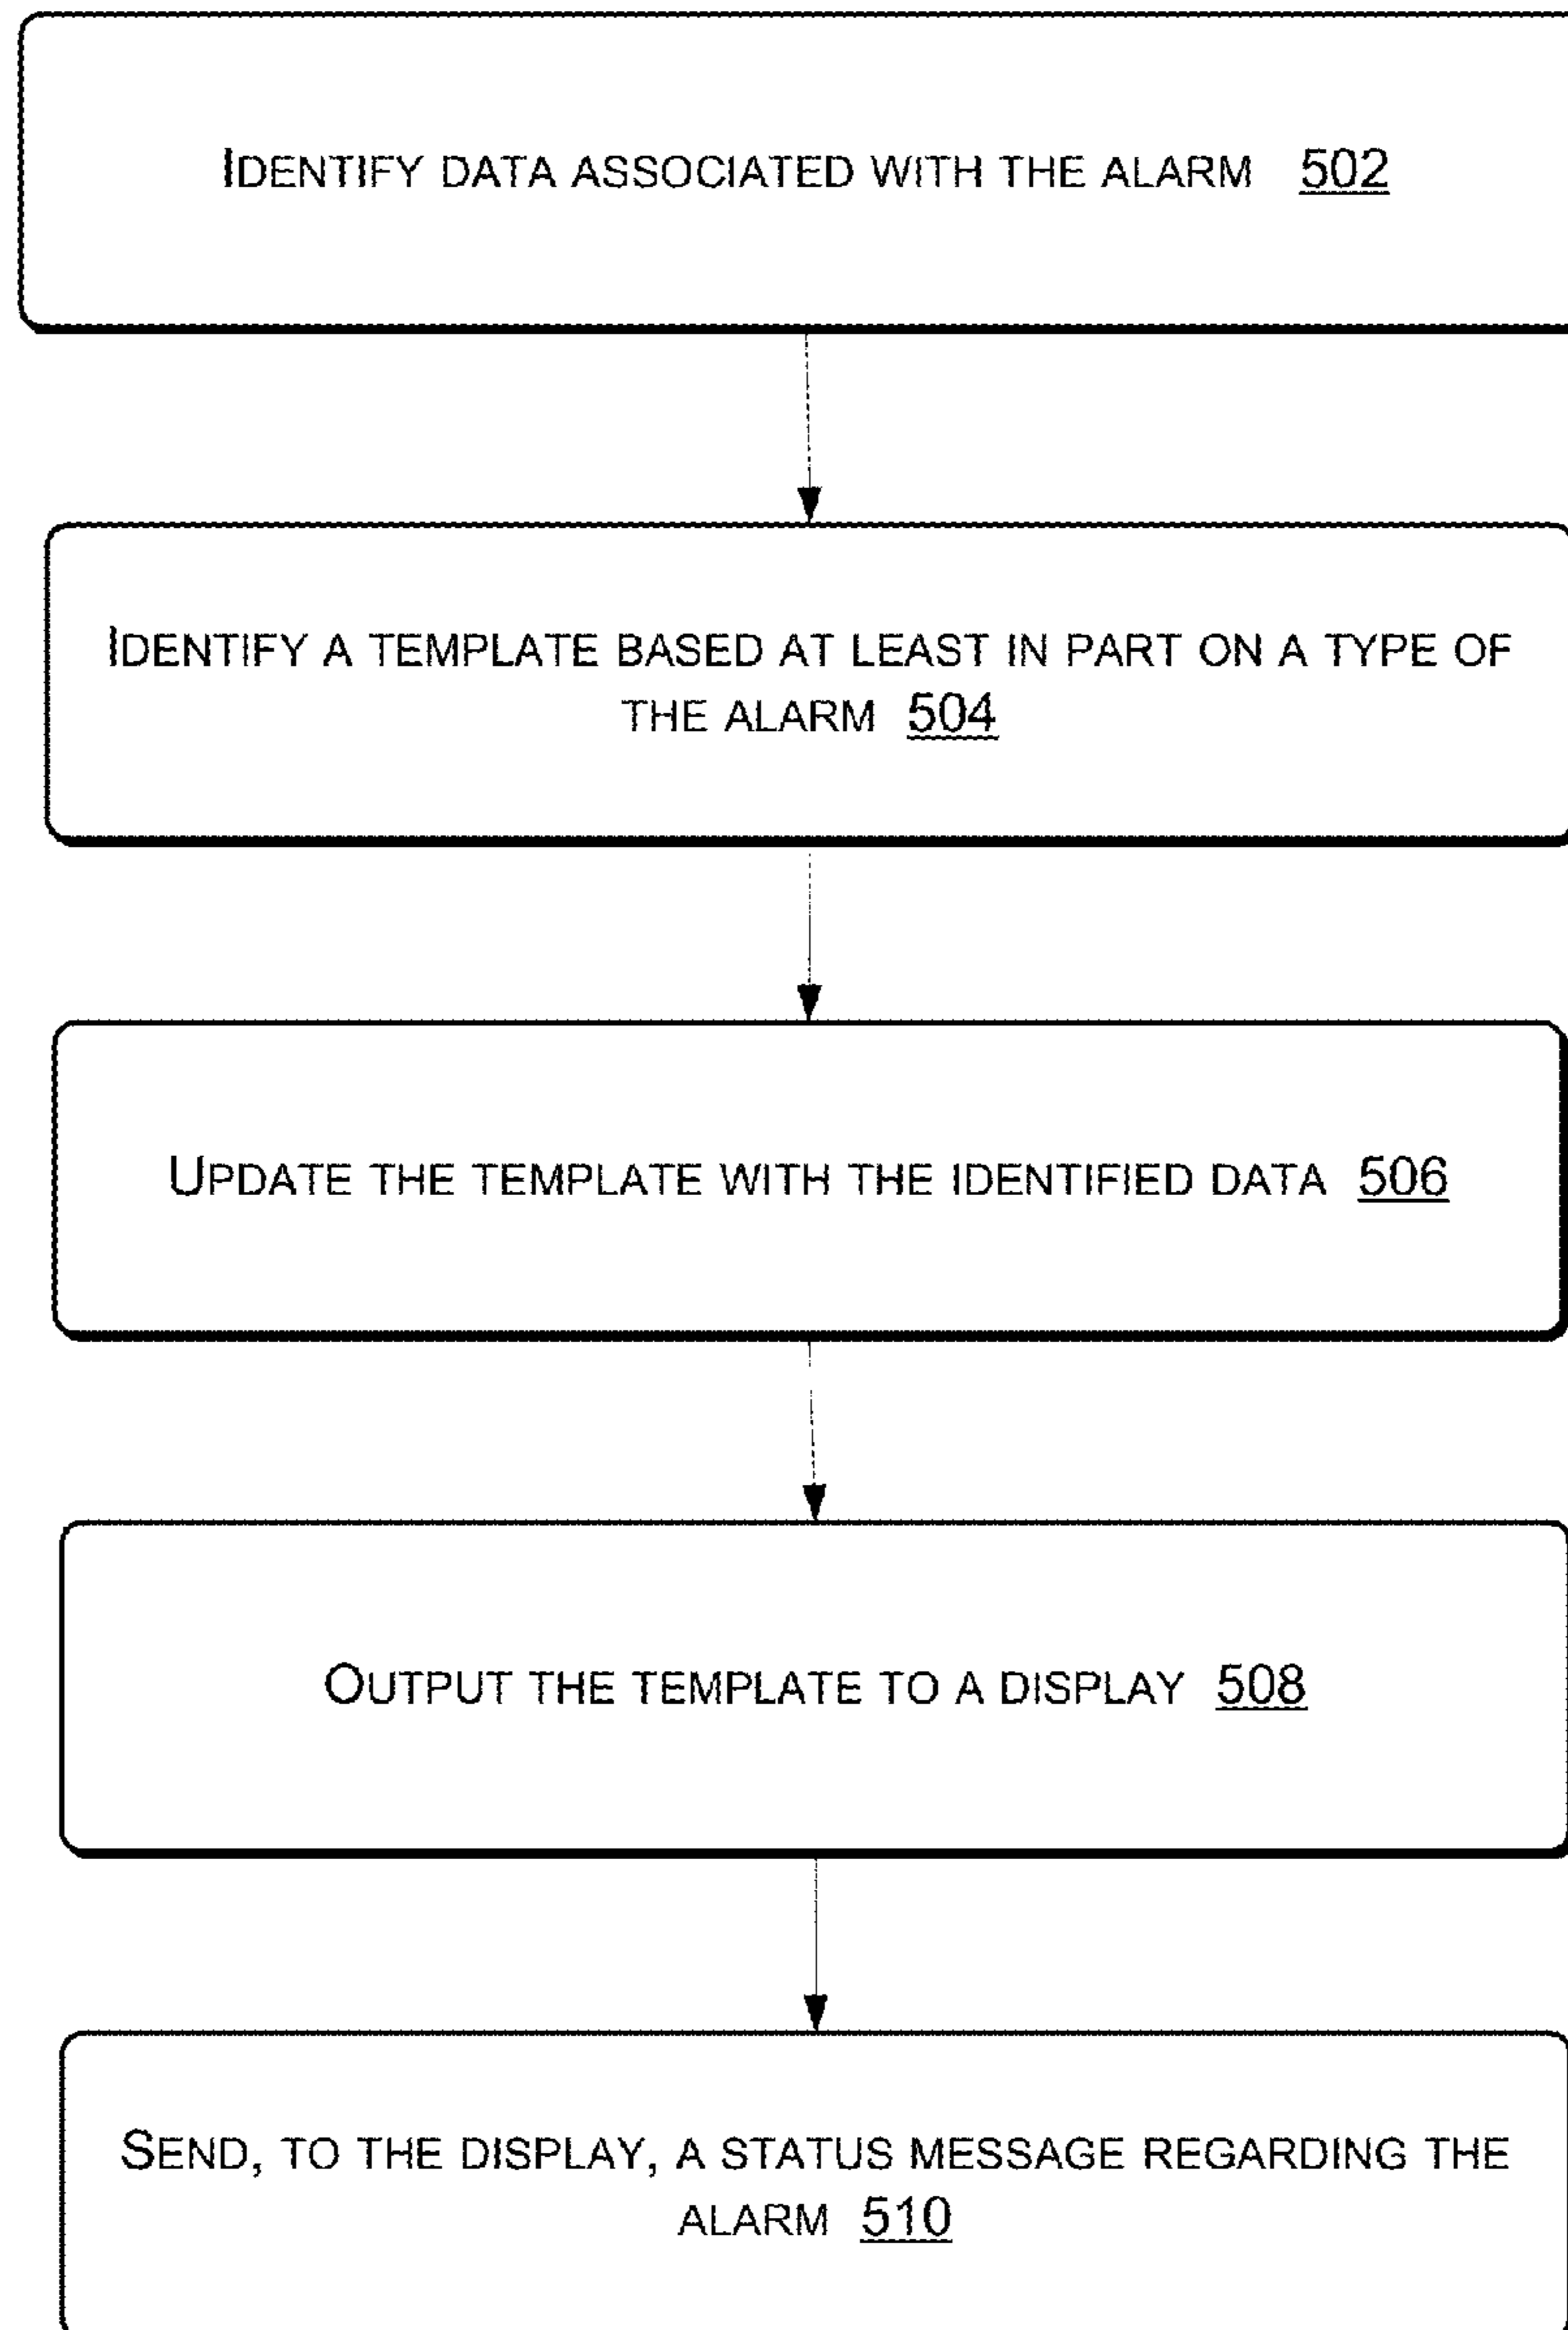 IDENTIFY DATA ASSOCIATED WITH THE ALARM 502
IDENTIFY A TEMPLATE BASED AT LEAST IN PART ON A TYPE OF
THE ALARM 504
UPDATE THE TEMPLATE WITH THE IDENTIFIED DATA 506
OUTPUT THE TEMPLATE TO A DISPLAY 508
SEND, TO THE DISPLAY, A STATUS MESSAGE REGARDING THE
ALARM 510